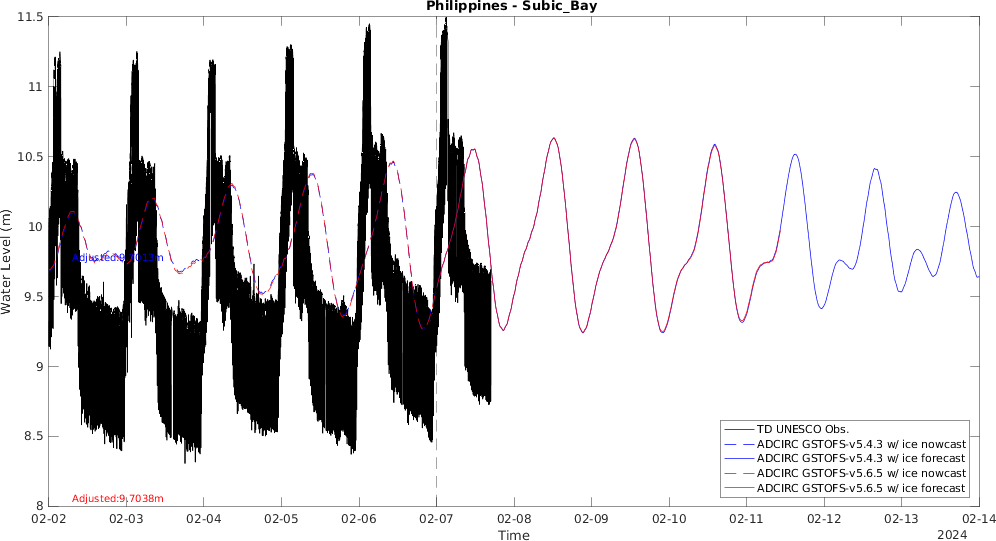 Philippines - Subic_Bay
11.5
11
10.5
10
9.5
9
8.5
8
Water Level (m)
Adjusted:9.7038m
TD UNESCO Obs.
ADCIRC GSTOFS-v5.4.3 w/ ice nowcast
ADCIRC GSTOFS-v5.4.3 w/ ice forecast
ADCIRC GSTOFS-v5.6.5 w/ ice nowcast
ADCIRC GSTOFS-v5.6.5 w/ ice forecast
02-02 02-03 02-04 02-05 02-06 02-07 02-08 02-09 02-10 02-11 02-12 02-13 02-14
Time
2024